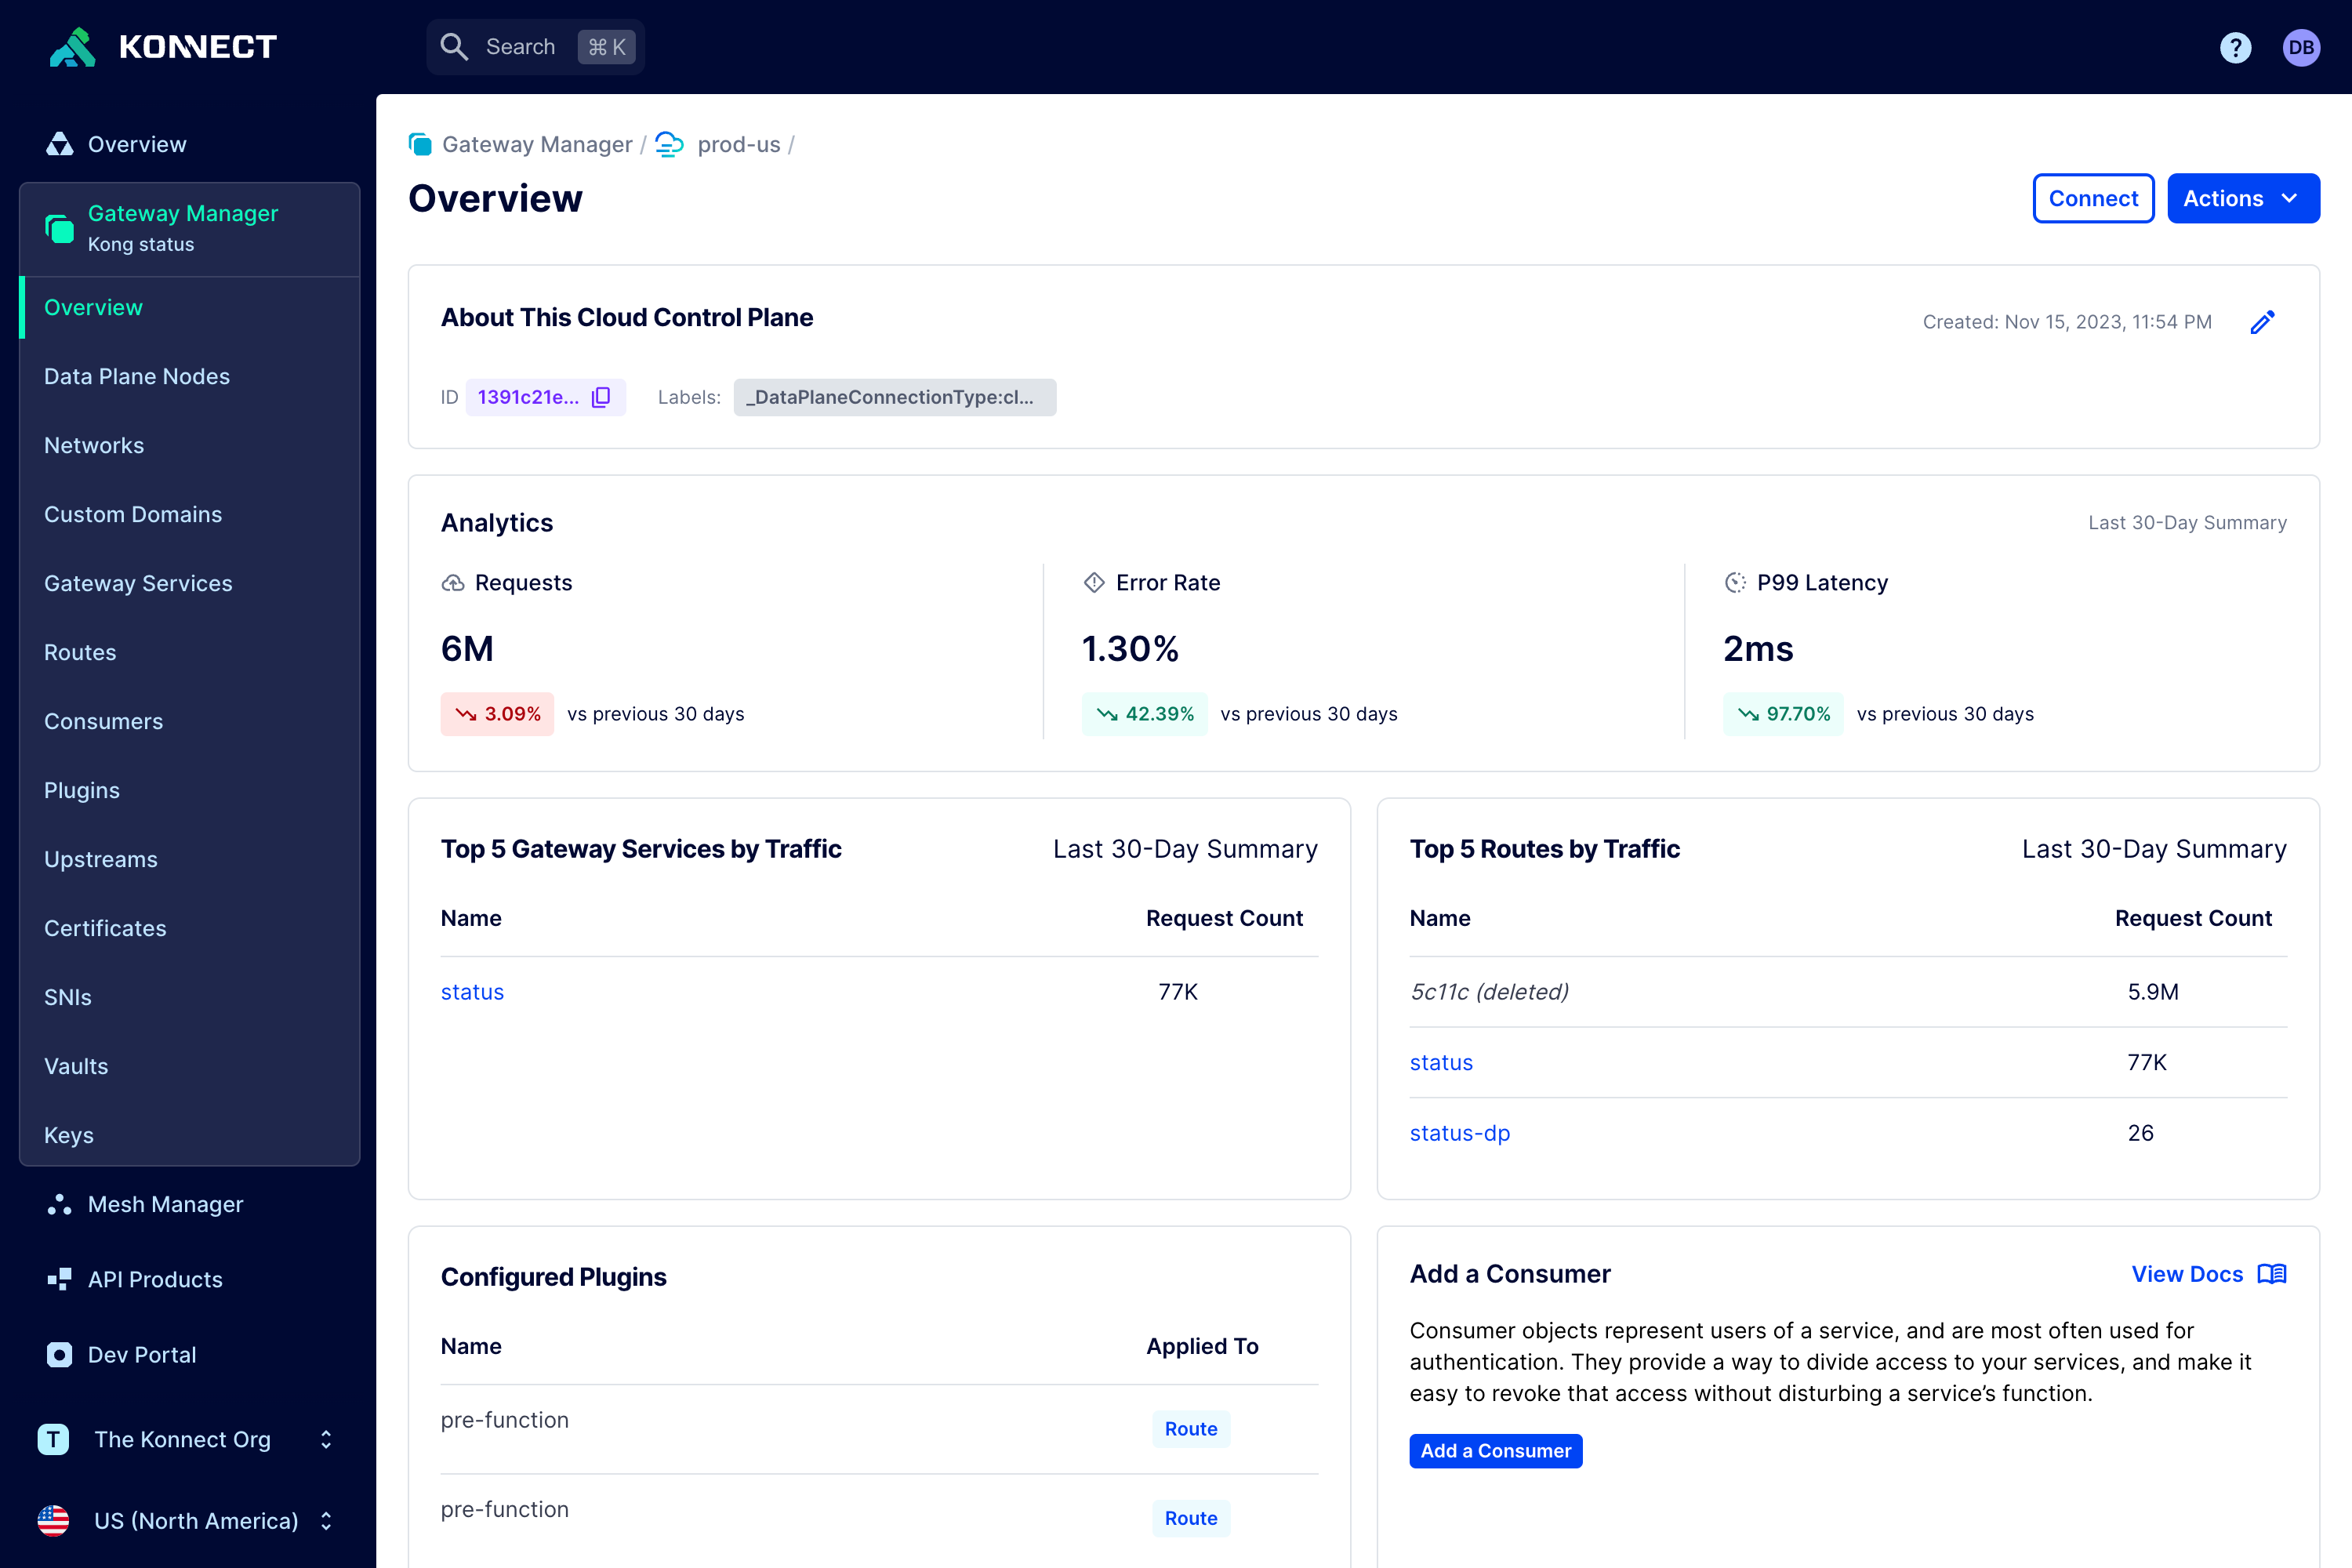 KONNECT
Search
⌘ K
?
DB
Overview
Gateway Manager
Kong status
Overview
Data Plane Nodes
Networks
Custom Domains
Gateway Services
Routes
Consumers
Plugins
Upstreams
Certificates
SNIs
Vaults
Keys
Mesh Manager
API Products
Dev Portal
T The Konnect Org
US (North America)
Gateway Manager / prod-us /
Overview
Connect
Actions
About This Cloud Control Plane
Created: Nov 15, 2023, 11:54 PM
ID 1391c21e... Labels: _DataPlaneConnectionType:cl...
Analytics
Last 30-Day Summary
Requests
6M
3.09% vs previous 30 days
Error Rate
1.30%
42.39% vs previous 30 days
P99 Latency
2ms
97.70% vs previous 30 days
Top 5 Gateway Services by Traffic
Last 30-Day Summary
Name Request Count
status 77K
Top 5 Routes by Traffic
Last 30-Day Summary
Name Request Count
5c11c (deleted) 5.9M
status 77K
status-dp 26
Configured Plugins
Name Applied To
pre-function Route
pre-function Route
Add a Consumer
View Docs
Consumer objects represent users of a service, and are most often used for
authentication. They provide a way to divide access to your services, and make it
easy to revoke that access without disturbing a service’s function.
Add a Consumer